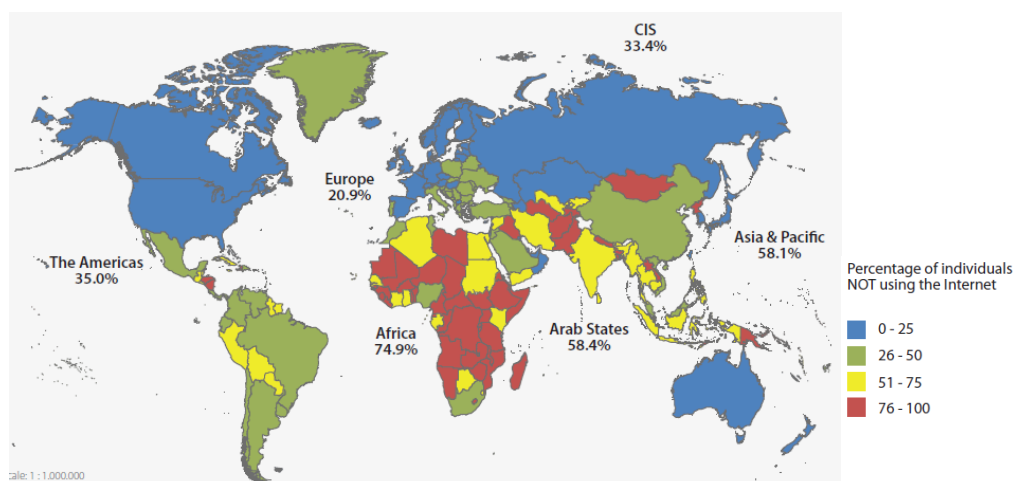 CIS
33.4%
Europe
20.9%
The Americas
35.0%
Asia & Pacific
58.1%
Africa
74.9%
Arab States
58.4%
Percentage of individuals
NOT using the Internet
0 - 25
26 - 50
51 - 75
76 - 100
cale: 1 : 1.000.000